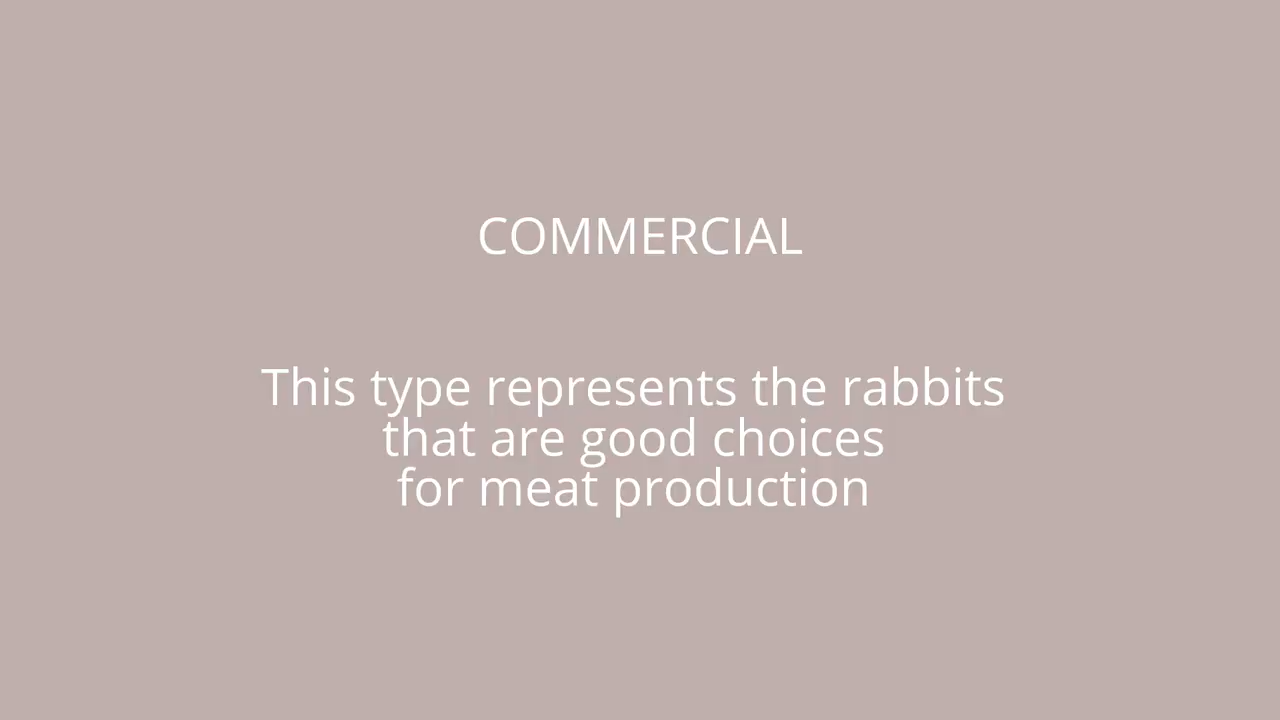 COMMERCIAL
This type represents the rabbits
that are good choices
for meat production